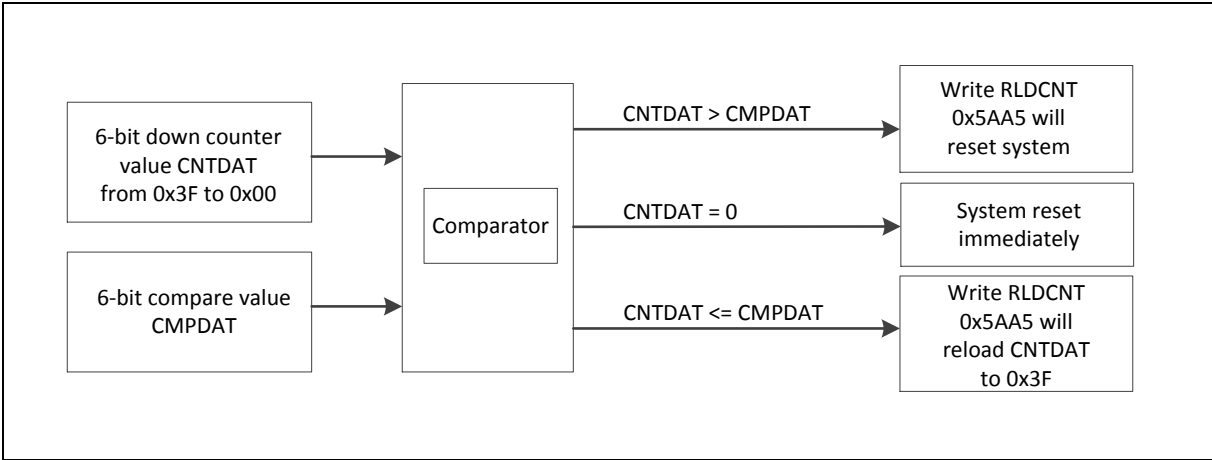 6-bit down counter
value CNTDAT
from 0x3F to 0x00
6-bit compare value
CMPDAT
Comparator
CNTDAT > CMPDAT
CNTDAT = 0
CNTDAT <= CMPDAT
Write RLDCNT
0x5AA5 will
reset system
System reset
immediately
Write RLDCNT
0x5AA5 will
reload CNTDAT
to 0x3F